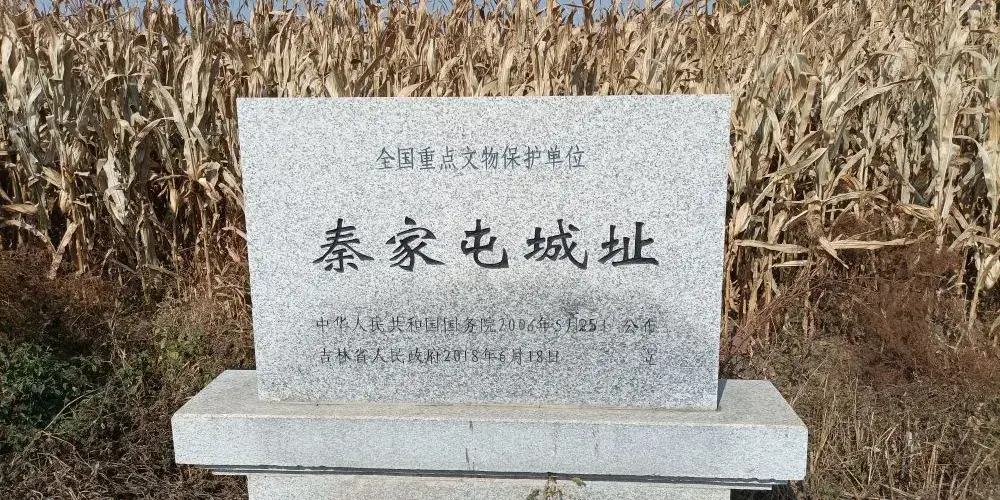 全国重点文物保护单位
秦家屯城址
中华人民共和国国务院2006年5月25日 公布
吉林省人民政府2018年6月18日 立